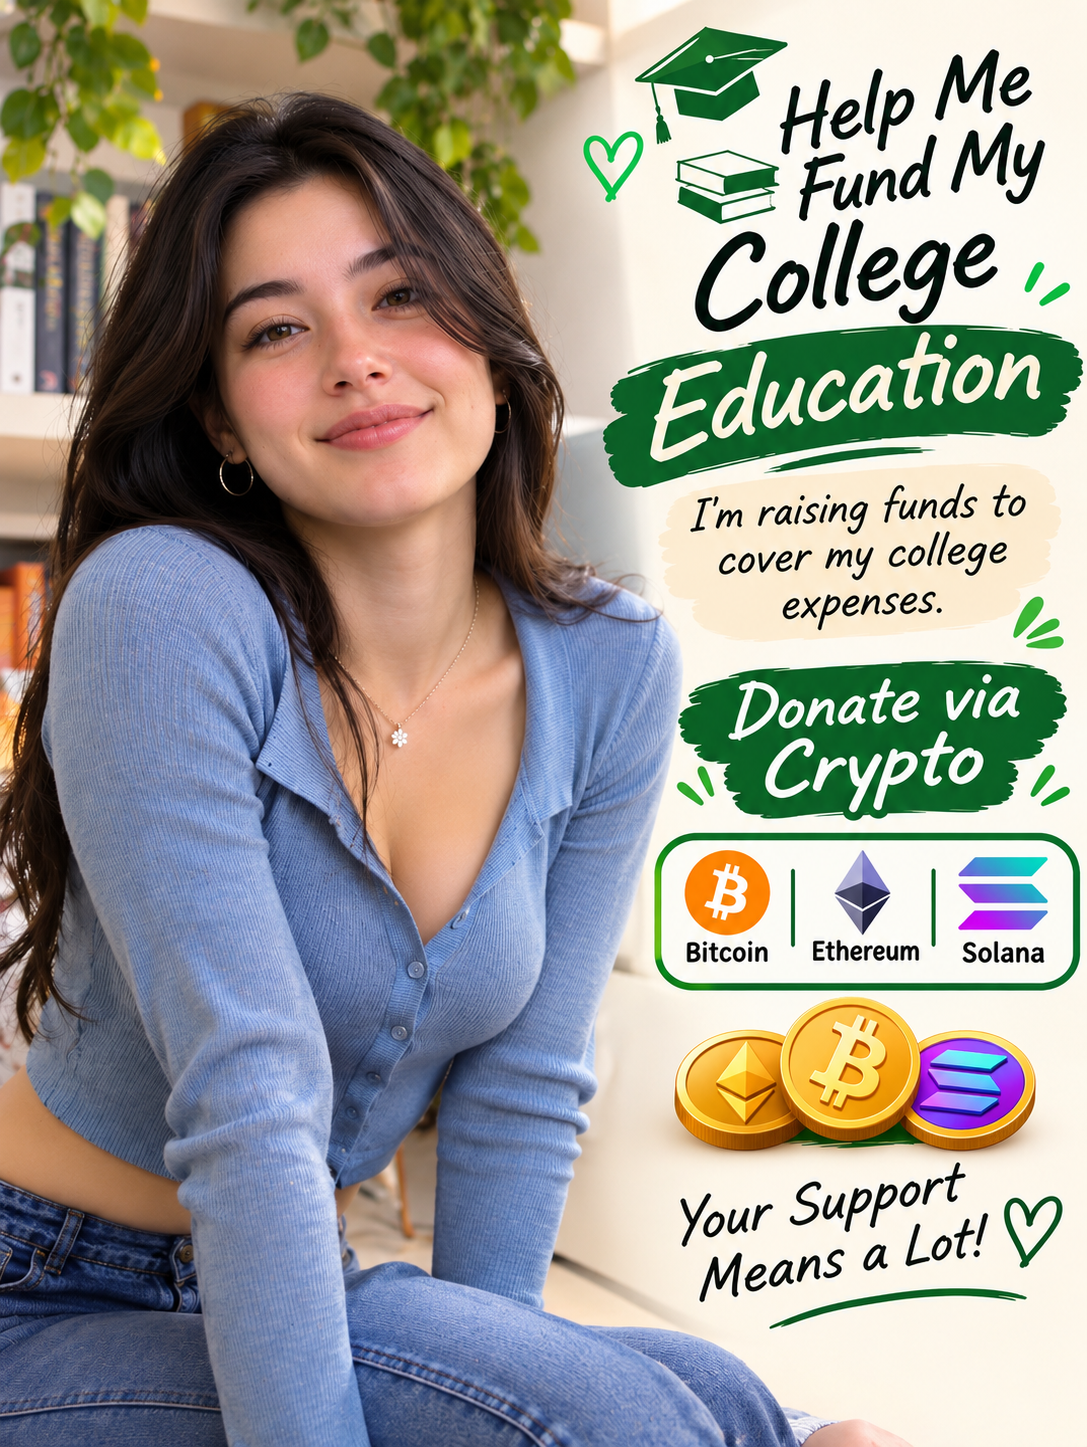 Help Me
Fund My
College
Education
I'm raising funds to
cover my college
expenses.
Donate via
Crypto
Bitcoin
Ethereum
Solana
Your Support
Means a Lot!